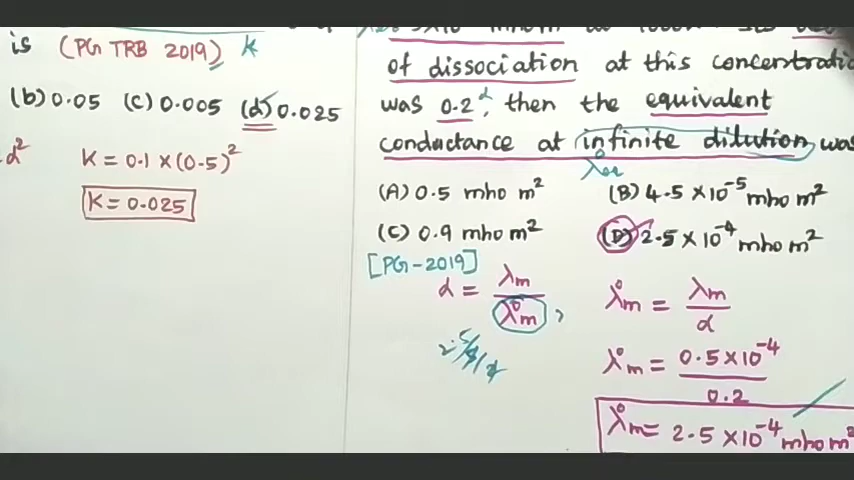 is (PG TRB 2019) k
(b) 0.05 (c) 0.005 (d) 0.025
α² K = 0.1 × (0.5)²
K = 0.025
of dissociation at this concentratio
was 0.2 α, then the equivalent
conductance at infinite dilution was
(A) 0.5 mho m² (B) 4.5 × 10⁻⁵ mho m²
(C) 0.9 mho m² (D) 2.5 × 10⁻⁴ mho m²
[PG-2019]
α = λm / λ°m , λ°m = λm / α
λ°m = 0.5 × 10⁻⁴ / 0.2
λ°m = 2.5 × 10⁻⁴ mho m²